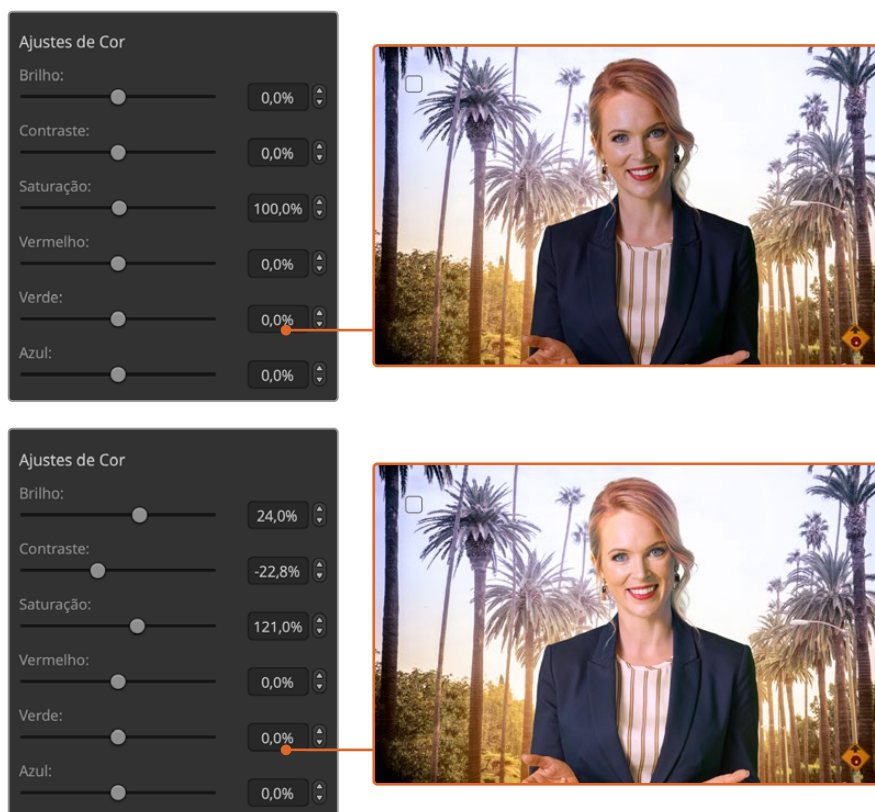 Ajustes de Cor
Brilho:
0,0%
Contraste:
0,0%
Saturação:
100,0%
Vermelho:
0,0%
Verde:
0,0%
Azul:
0,0%
Ajustes de Cor
Brilho:
24,0%
Contraste:
-22,8%
Saturação:
121,0%
Vermelho:
0,0%
Verde:
0,0%
Azul:
0,0%